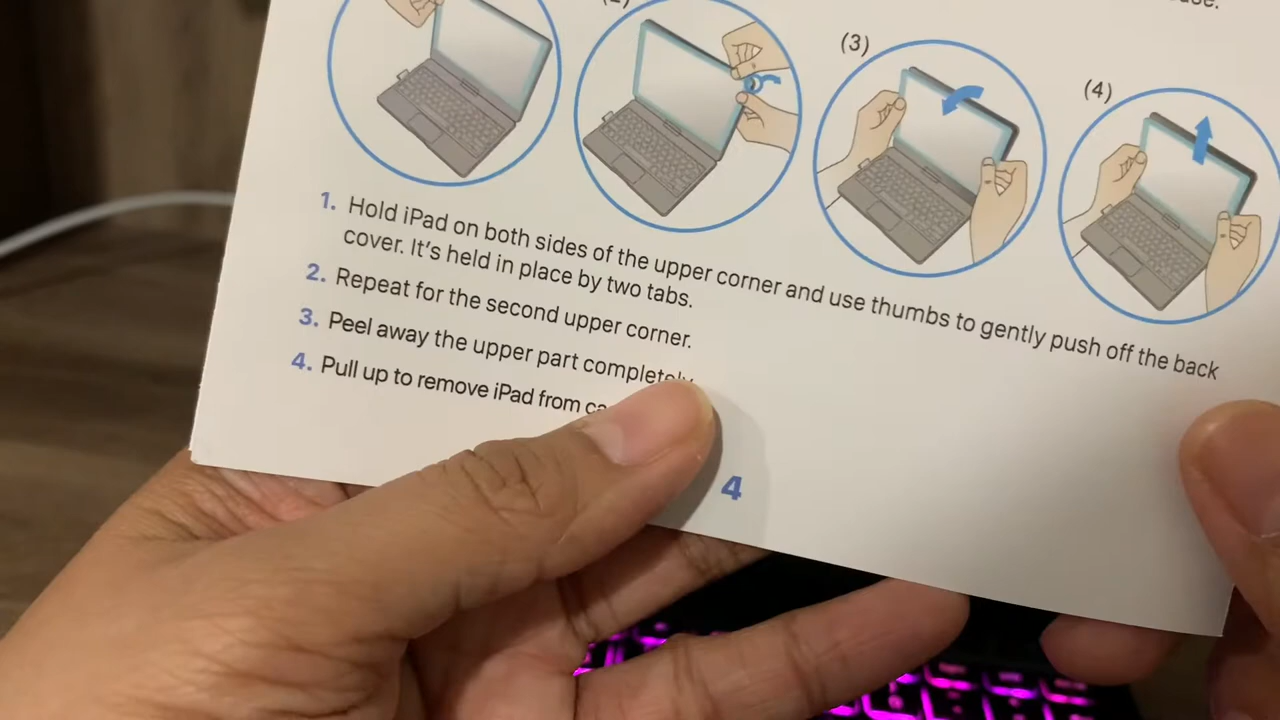 (3)
(4)
1. Hold iPad on both sides of the upper corner and use thumbs to gently push off the back
cover. It's held in place by two tabs.
2. Repeat for the second upper corner.
3. Peel away the upper part completely.
4. Pull up to remove iPad from
4